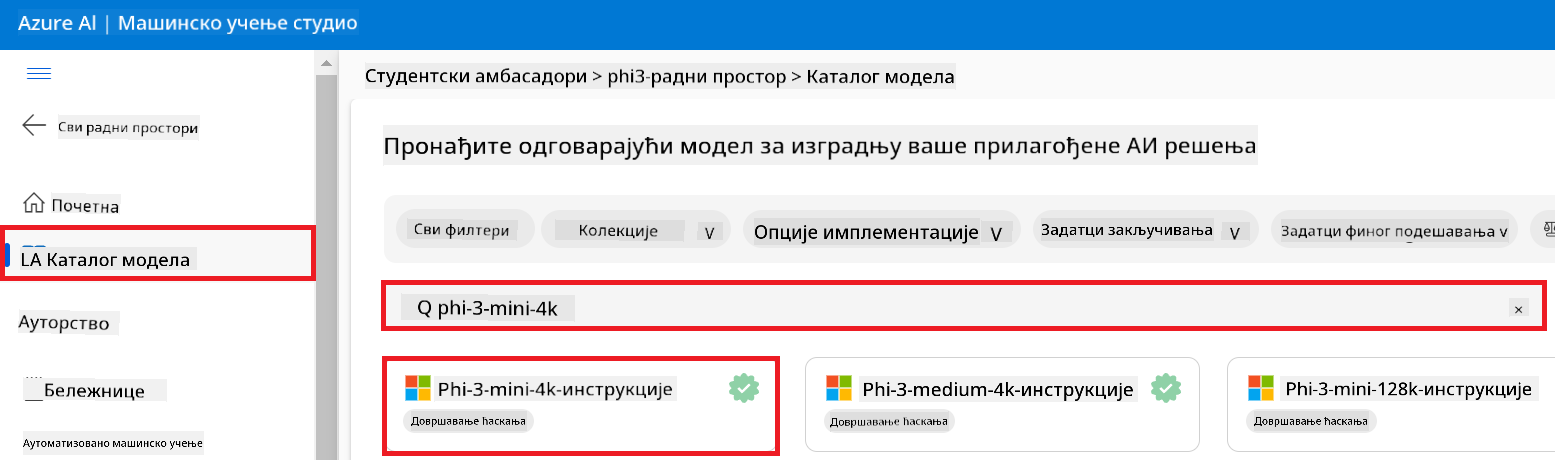 Azure AI | Машинско учење студио
Сви радни простори
Почетна
LA Каталог модела
Ауторство
Бележнице
Аутоматизовано машинско учење
Студентски амбасадори > phi3-радни простор > Каталог модела
Пронађите одговарајући модел за изградњу ваше прилагођене АИ решења
Сви филтери
Колекције v
Опције имплементације v
Задатци закључивања v
Задатци финог подешавања v
Q phi-3-mini-4k ×
Phi-3-mini-4k-инструкције
Довршавање ћаскања
Phi-3-medium-4k-инструкције
Довршавање ћаскања
Phi-3-mini-128k-инструкције
Довршавање ћаскања